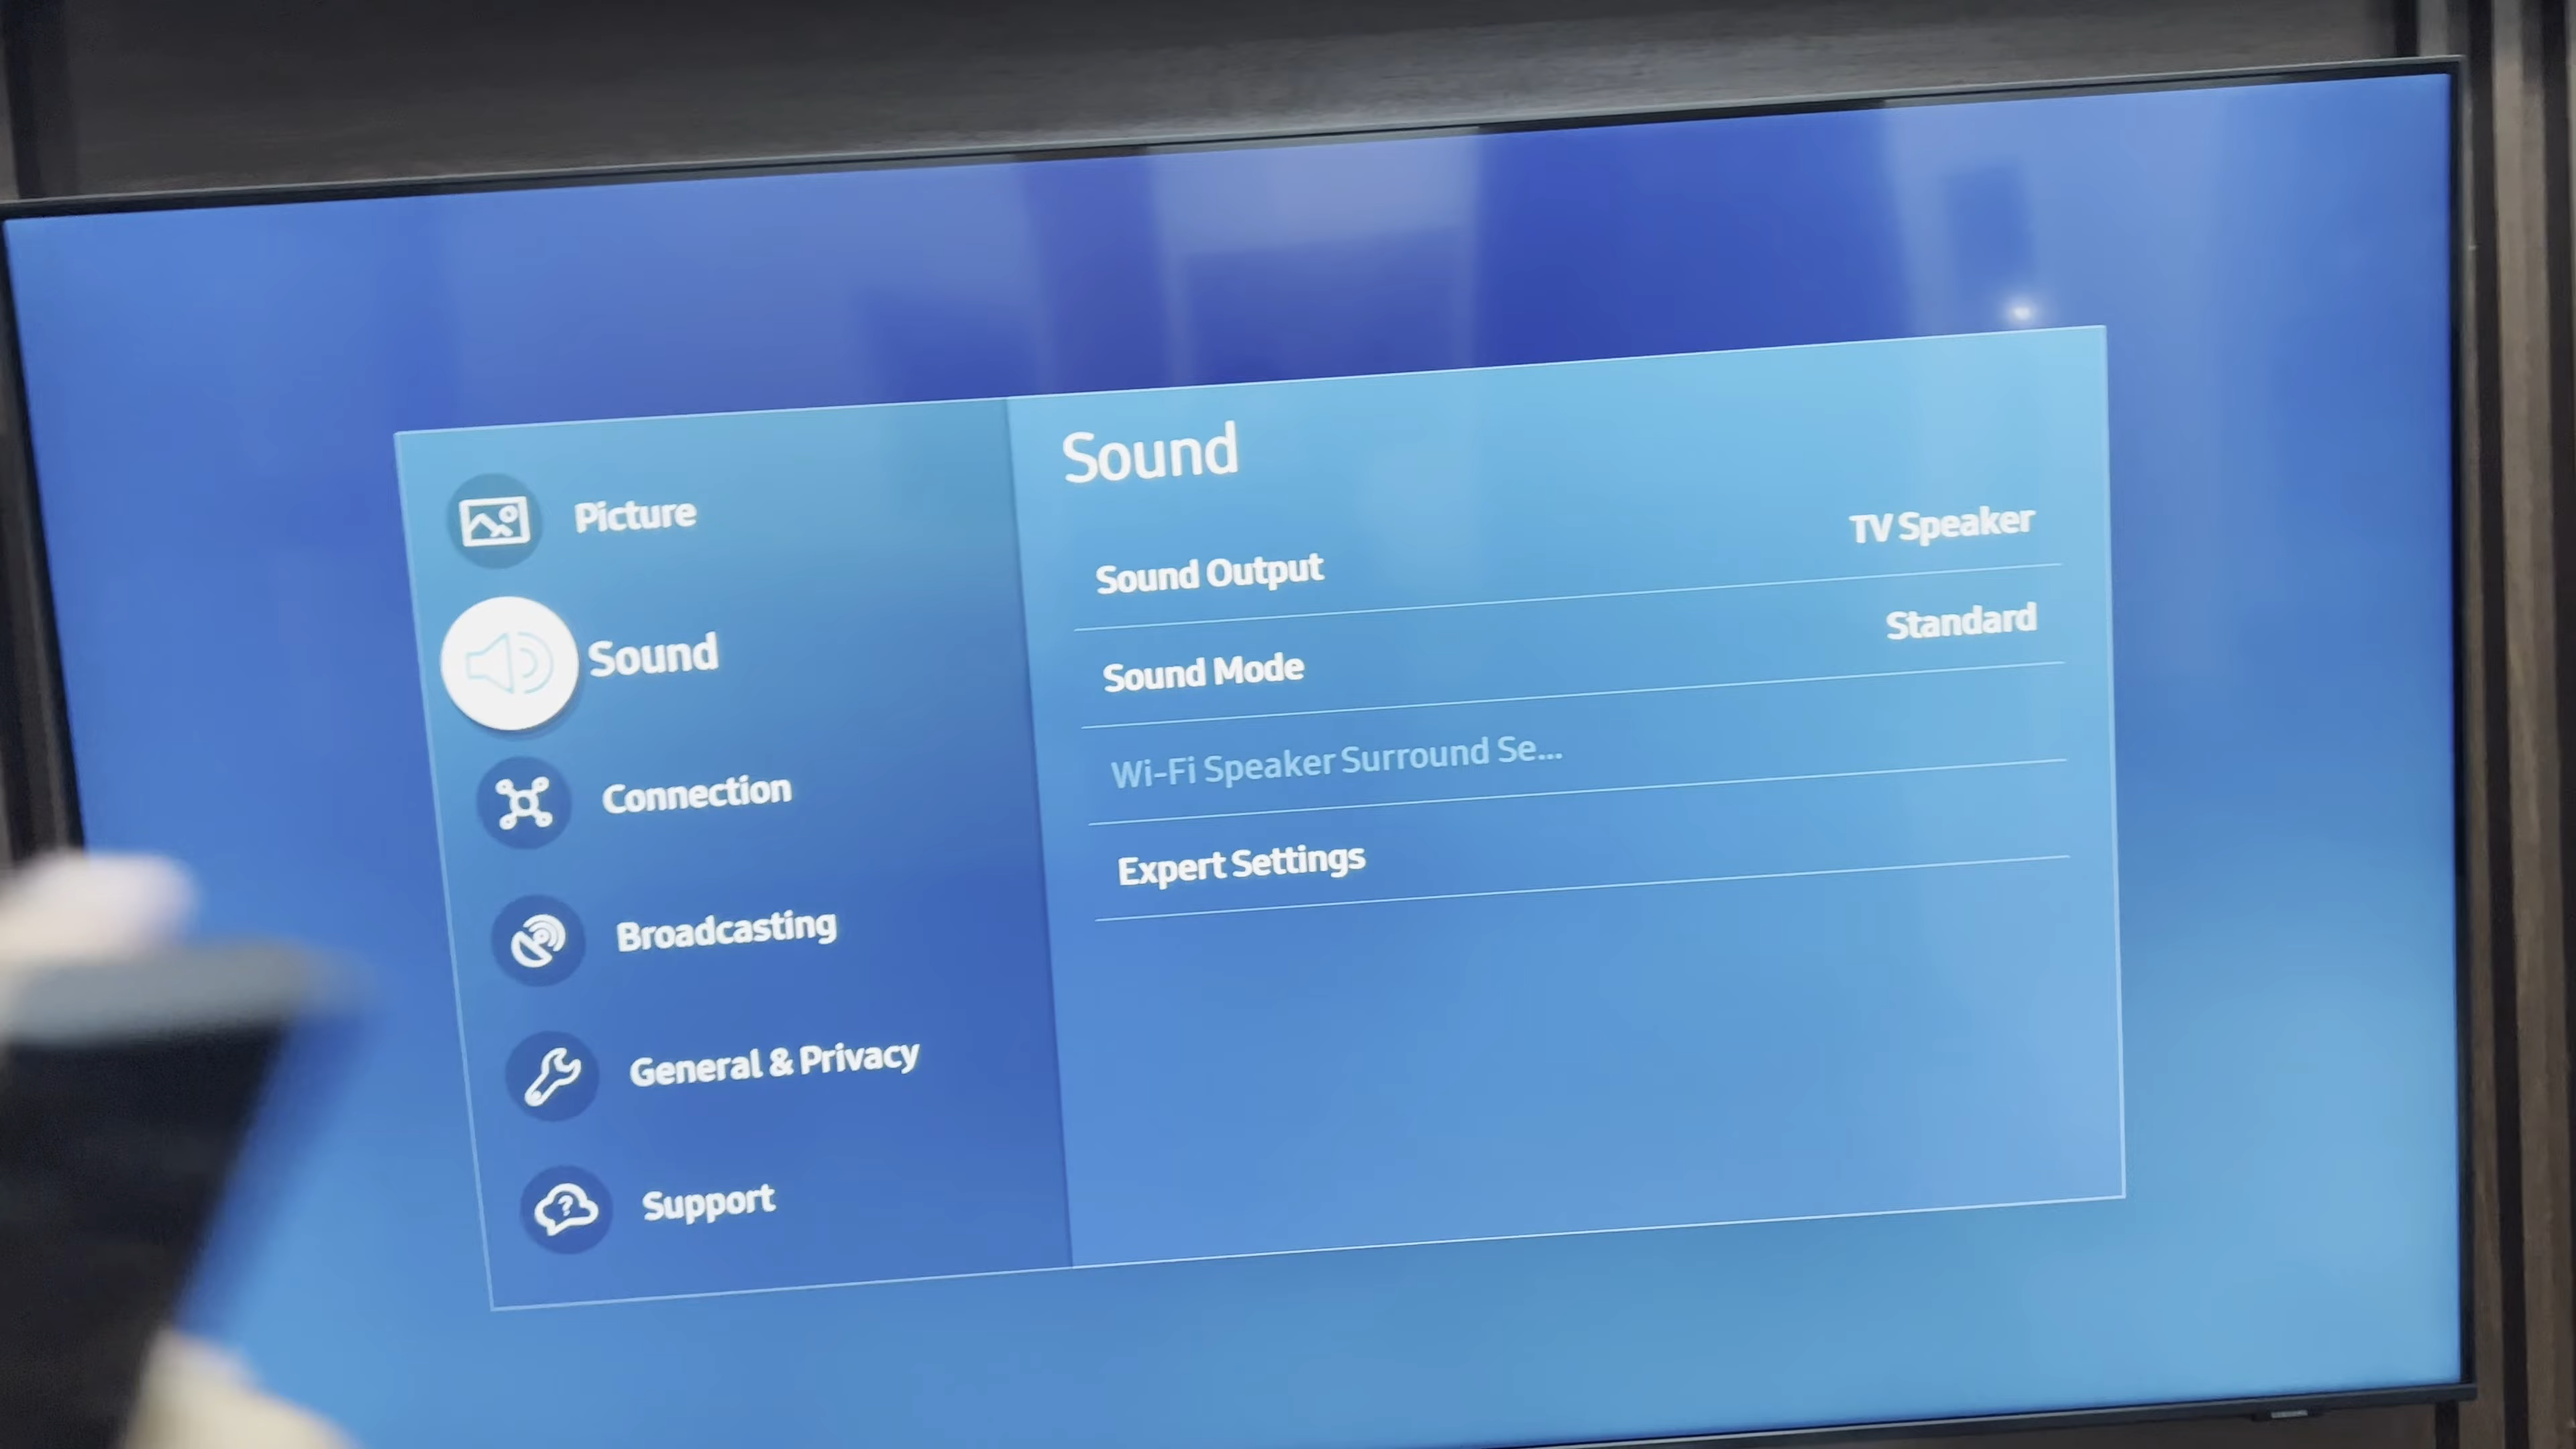 Picture
Sound
Connection
Broadcasting
General & Privacy
Support
Sound
Sound Output TV Speaker
Sound Mode Standard
Wi-Fi Speaker Surround Se...
Expert Settings